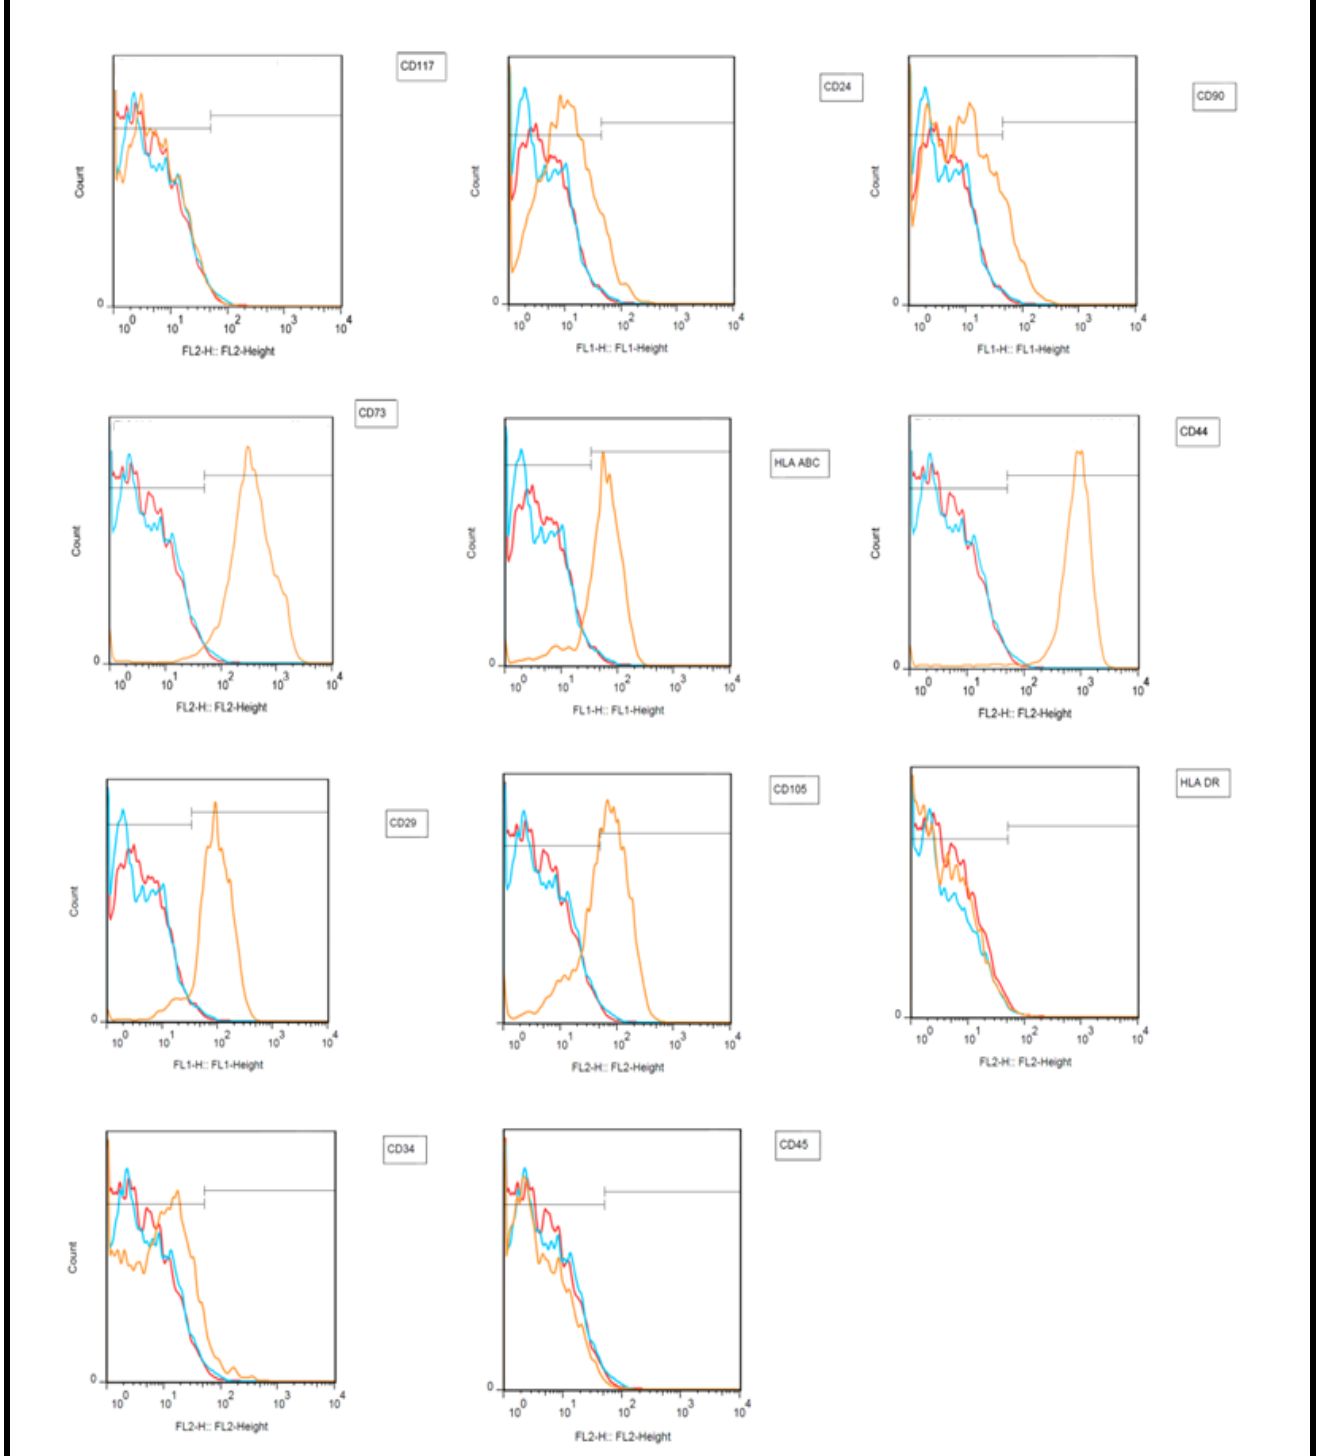 CD117
Count
0
10^0 10^1 10^2 10^3 10^4
FL2-H:: FL2-Height
CD24
Count
0
10^0 10^1 10^2 10^3 10^4
FL1-H:: FL1-Height
CD90
Count
0
10^0 10^1 10^2 10^3 10^4
FL1-H:: FL1-Height
CD73
Count
0
10^0 10^1 10^2 10^3 10^4
FL2-H:: FL2-Height
HLA ABC
Count
0
10^0 10^1 10^2 10^3 10^4
FL1-H:: FL1-Height
CD44
Count
0
10^0 10^1 10^2 10^3 10^4
FL2-H:: FL2-Height
CD29
Count
0
10^0 10^1 10^2 10^3 10^4
FL1-H:: FL1-Height
CD105
Count
0
10^0 10^1 10^2 10^3 10^4
FL2-H:: FL2-Height
HLA DR
Count
0
10^0 10^1 10^2 10^3 10^4
FL2-H:: FL2-Height
CD34
Count
0
10^0 10^1 10^2 10^3 10^4
FL2-H:: FL2-Height
CD45
Count
0
10^0 10^1 10^2 10^3 10^4
FL2-H:: FL2-Height